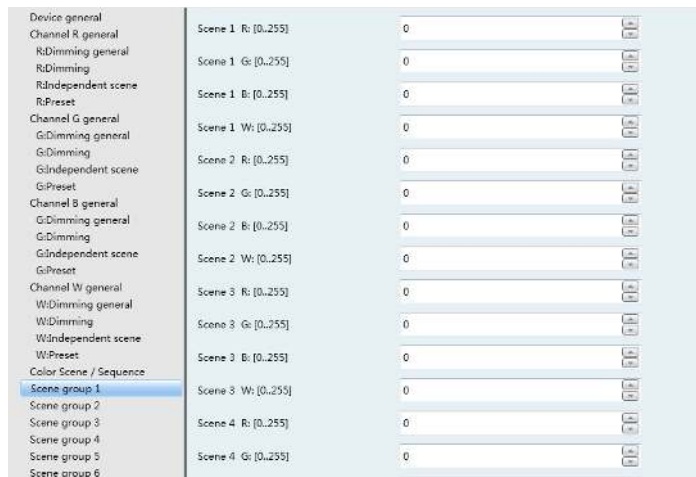 Device general
Channel R general
R:Dimming general
R:Dimming
R:Independent scene
R:Preset
Channel G general
G:Dimming general
G:Dimming
G:Independent scene
G:Preset
Channel B general
G:Dimming general
G:Dimming
G:Independent scene
G:Preset
Channel W general
W:Dimming general
W:Dimming
W:Independent scene
W:Preset
Color Scene / Sequence
Scene group 1
Scene group 2
Scene group 3
Scene group 4
Scene group 5
Scene group 6
Scene 1 R: [0..255] 0
Scene 1 G: [0..255] 0
Scene 1 B: [0..255] 0
Scene 1 W: [0..255] 0
Scene 2 R: [0..255] 0
Scene 2 G: [0..255] 0
Scene 2 B: [0..255] 0
Scene 2 W: [0..255] 0
Scene 3 R: [0..255] 0
Scene 3 G: [0..255] 0
Scene 3 B: [0..255] 0
Scene 3 W: [0..255] 0
Scene 4 R: [0..255] 0
Scene 4 G: [0..255] 0